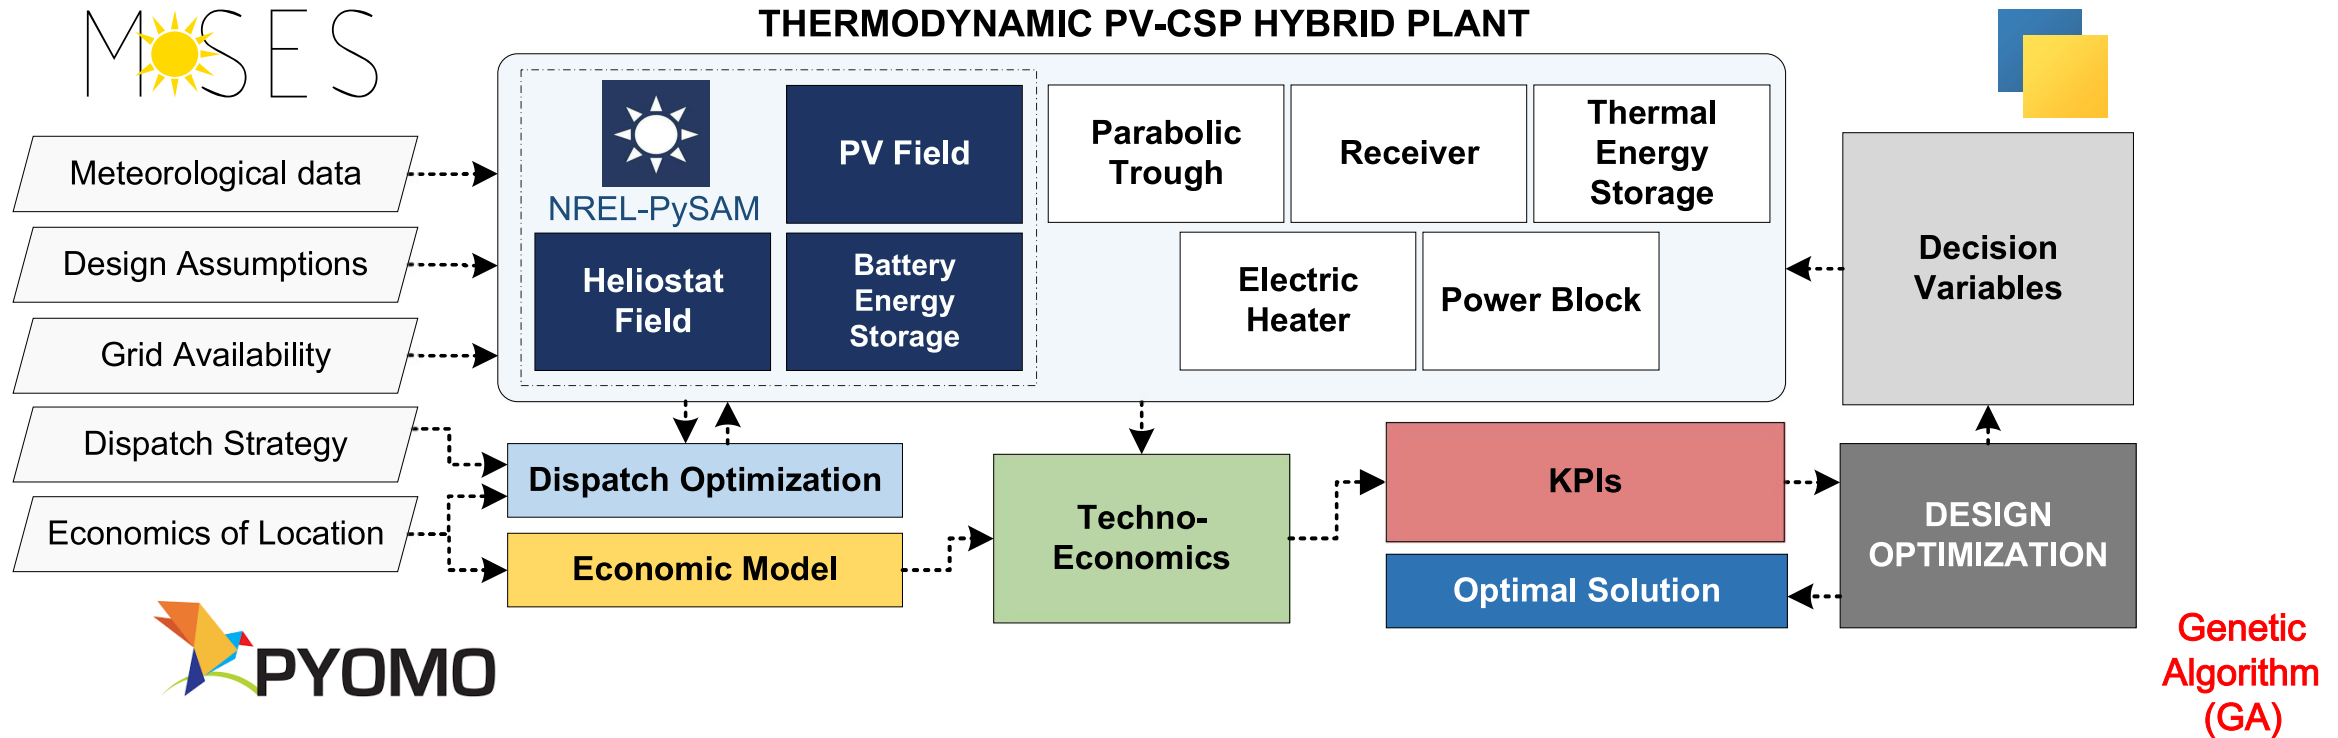 MOSES
THERMODYNAMIC PV-CSP HYBRID PLANT
Meteorological data
Design Assumptions
Grid Availability
Dispatch Strategy
Economics of Location
NREL-PySAM
PV Field
Heliostat
Field
Battery
Energy
Storage
Parabolic
Trough
Receiver
Thermal
Energy
Storage
Electric
Heater
Power Block
Decision
Variables
Dispatch Optimization
Economic Model
Techno-
Economics
KPIs
Optimal Solution
DESIGN
OPTIMIZATION
PYOMO
Genetic
Algorithm
(GA)